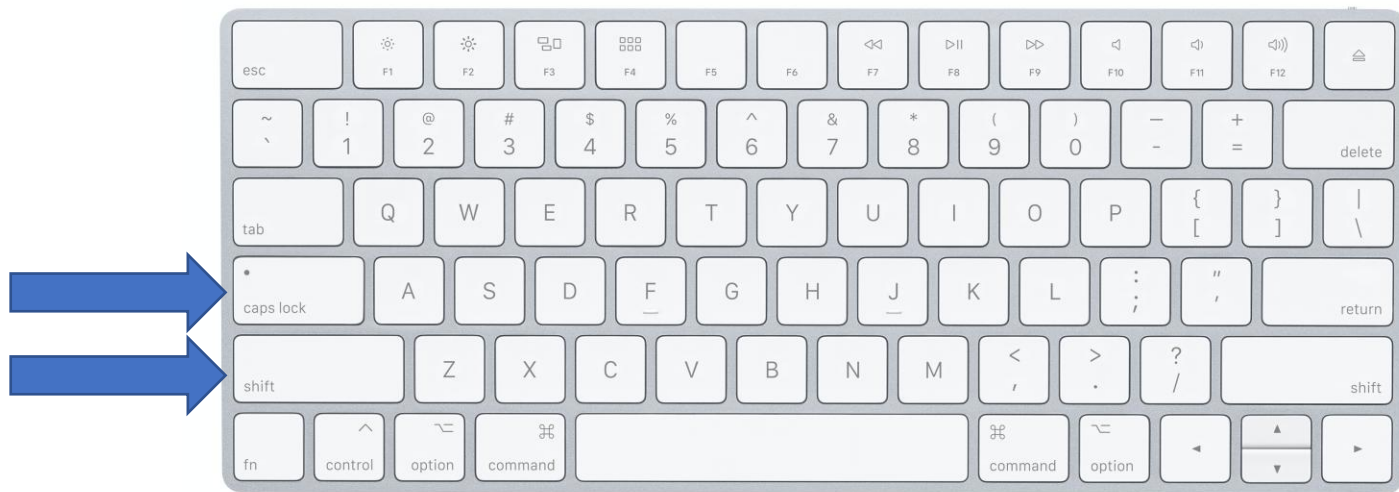 esc F1 F2 F3 F4 F5 F6 F7 F8 F9 F10 F11 F12
~ ! @ # $ % ^ & * ( ) — +
` 1 2 3 4 5 6 7 8 9 0 - = delete
tab Q W E R T Y U I O P { } |
[ ] \
caps lock A S D F G H J K L : " return
; '
shift Z X C V B N M < > ? shift
, . /
fn control option command command option